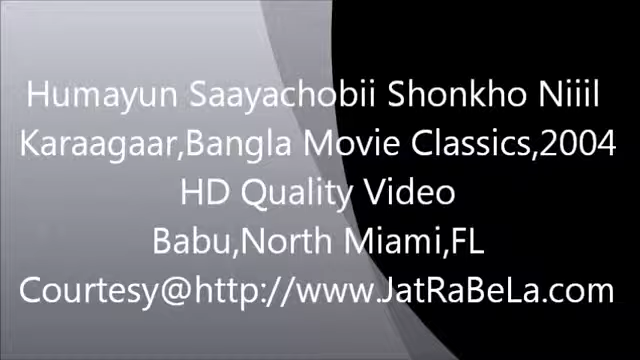 Humayun Saayachobii Shonkho Niiil
Karaagaar,Bangla Movie Classics,2004
HD Quality Video
Babu,North Miami,FL
Courtesy@http://www.JatRaBeLa.com